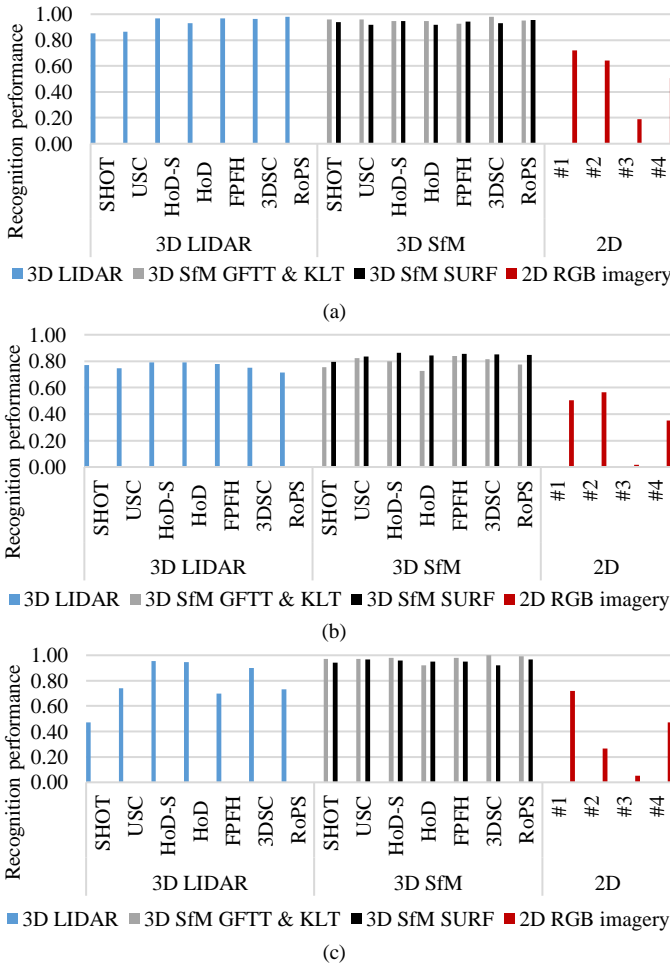 Recognition performance
1.00
0.80
0.60
0.40
0.20
0.00
SHOT
USC
HoD-S
HoD
FPFH
3DSC
RoPS
SHOT
USC
HoD-S
HoD
FPFH
3DSC
RoPS
#1
#2
#3
#4
3D LIDAR
3D SfM
2D
3D LIDAR 3D SfM GFTT & KLT 3D SfM SURF 2D RGB imagery
(a)
Recognition performance
1.00
0.80
0.60
0.40
0.20
0.00
SHOT
USC
HoD-S
HoD
FPFH
3DSC
RoPS
SHOT
USC
HoD-S
HoD
FPFH
3DSC
RoPS
#1
#2
#3
#4
3D LIDAR
3D SfM
2D
3D LIDAR 3D SfM GFTT & KLT 3D SfM SURF 2D RGB imagery
(b)
Recognition performance
1.00
0.80
0.60
0.40
0.20
0.00
SHOT
USC
HoD-S
HoD
FPFH
3DSC
RoPS
SHOT
USC
HoD-S
HoD
FPFH
3DSC
RoPS
#1
#2
#3
#4
3D LIDAR
3D SfM
2D
3D LIDAR 3D SfM GFTT & KLT 3D SfM SURF 2D RGB imagery
(c)